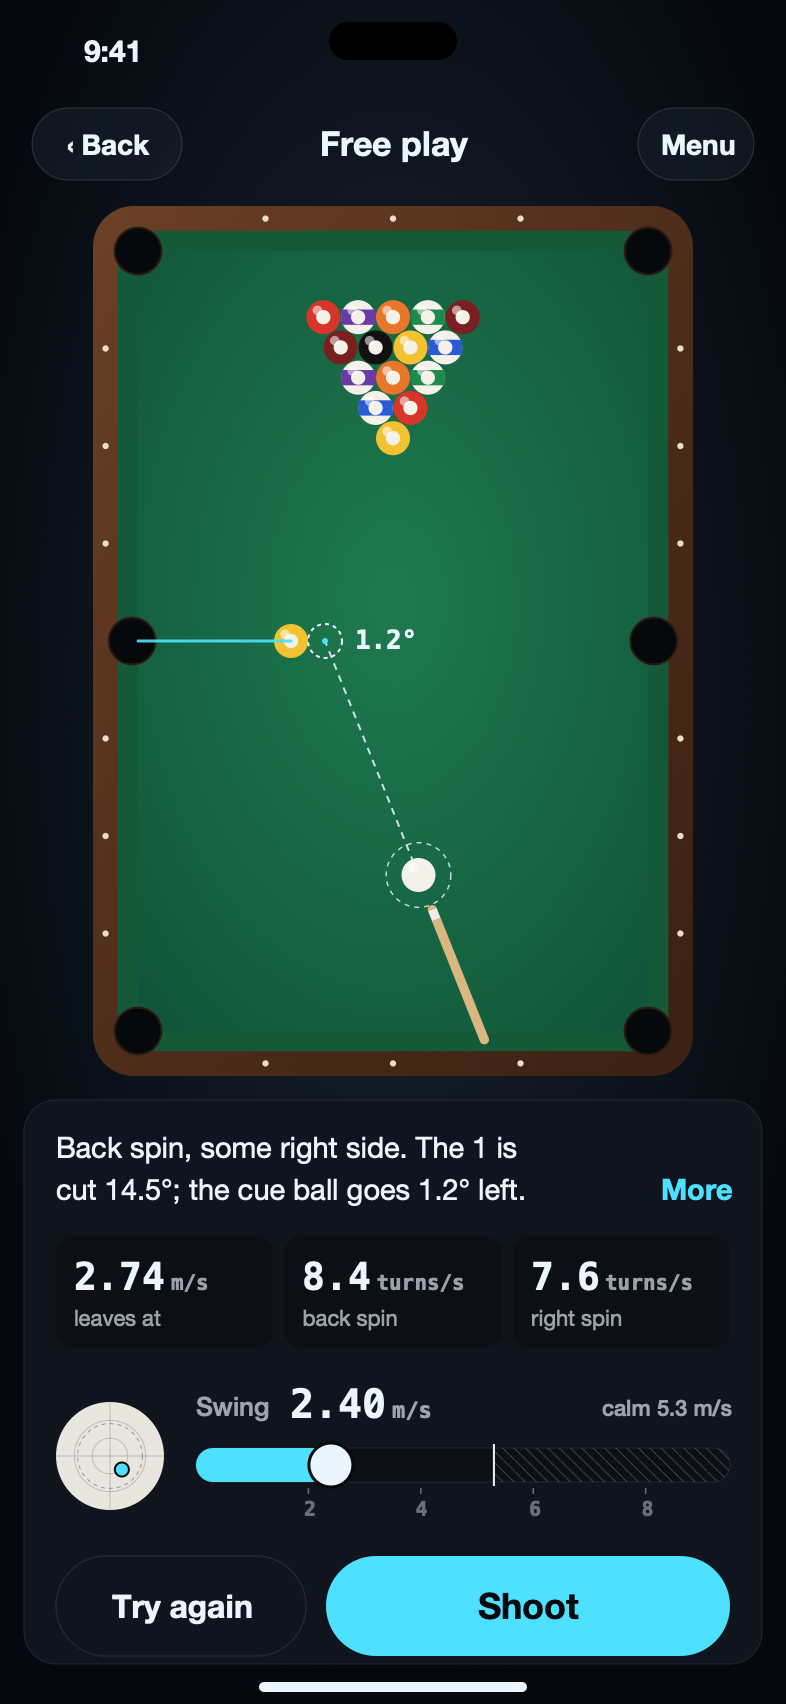 9:41
‹ Back
Free play
Menu
1.2°
Back spin, some right side. The 1 is
cut 14.5°; the cue ball goes 1.2° left.
More
2.74 m/s
leaves at
8.4 turns/s
back spin
7.6 turns/s
right spin
Swing 2.40 m/s
calm 5.3 m/s
2 4 6 8
Try again
Shoot